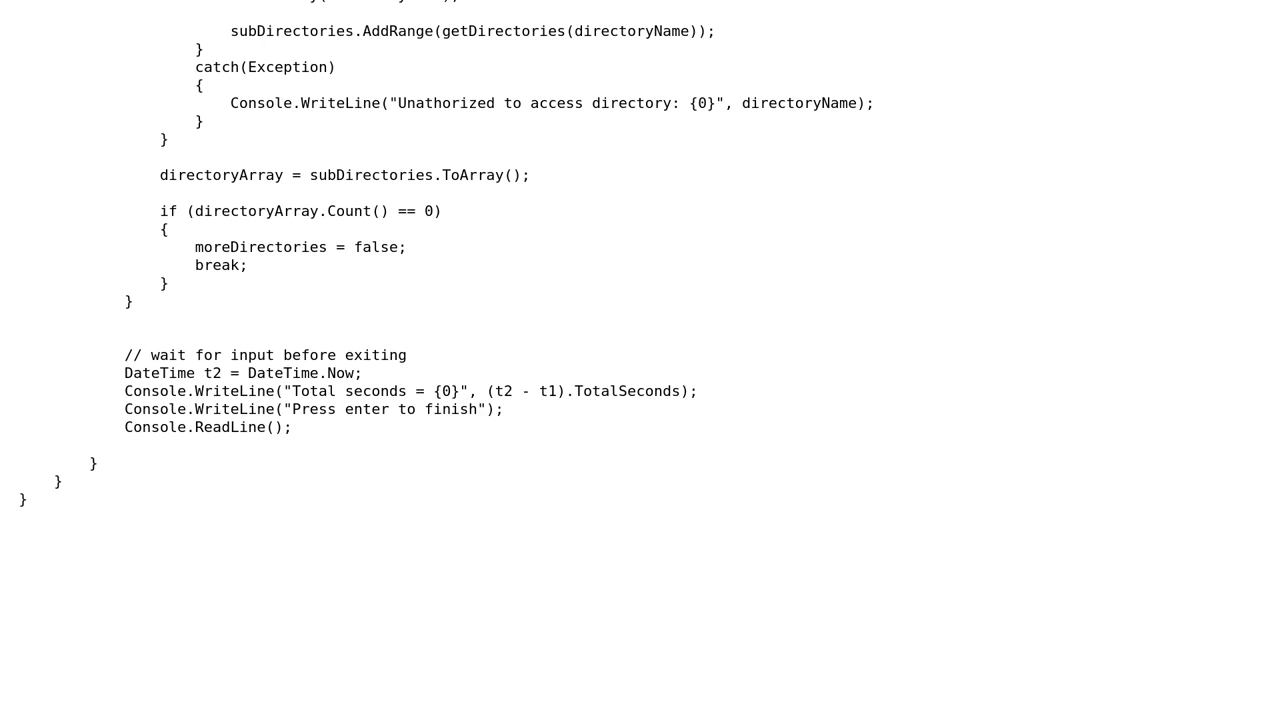 subDirectories.AddRange(getDirectories(directoryName));
}
catch(Exception)
{
Console.WriteLine("Unathorized to access directory: {0}", directoryName);
}
}
directoryArray = subDirectories.ToArray();
if (directoryArray.Count() == 0)
{
moreDirectories = false;
break;
}
}
// wait for input before exiting
DateTime t2 = DateTime.Now;
Console.WriteLine("Total seconds = {0}", (t2 - t1).TotalSeconds);
Console.WriteLine("Press enter to finish");
Console.ReadLine();
}
}
}